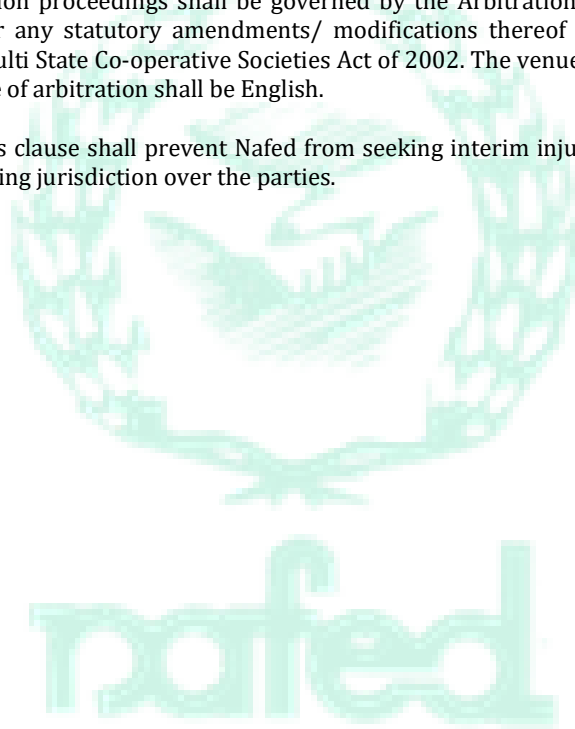 on proceedings shall be governed by the Arbitration
r any statutory amendments/ modifications thereof
ulti State Co-operative Societies Act of 2002. The venue
e of arbitration shall be English.
s clause shall prevent Nafed from seeking interim inju
ing jurisdiction over the parties.
nafed